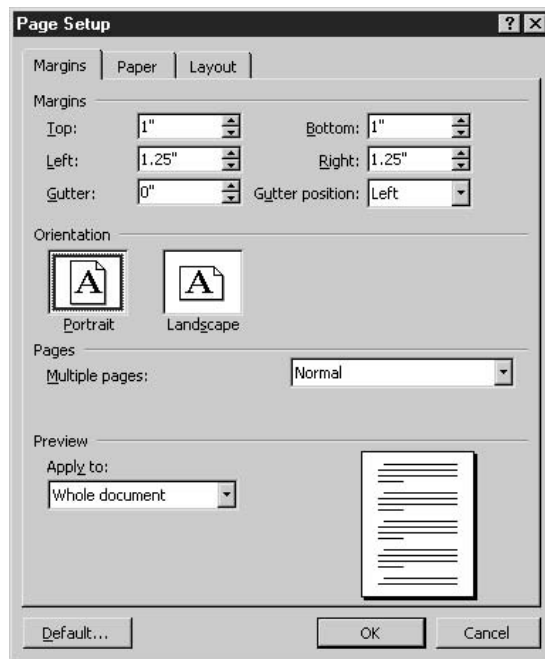 Page Setup
Margins Paper Layout
Margins
Top: 1" Bottom: 1"
Left: 1.25" Right: 1.25"
Gutter: 0" Gutter position: Left
Orientation
A A
Portrait Landscape
Pages
Multiple pages: Normal
Preview
Apply to:
Whole document
Default... OK Cancel